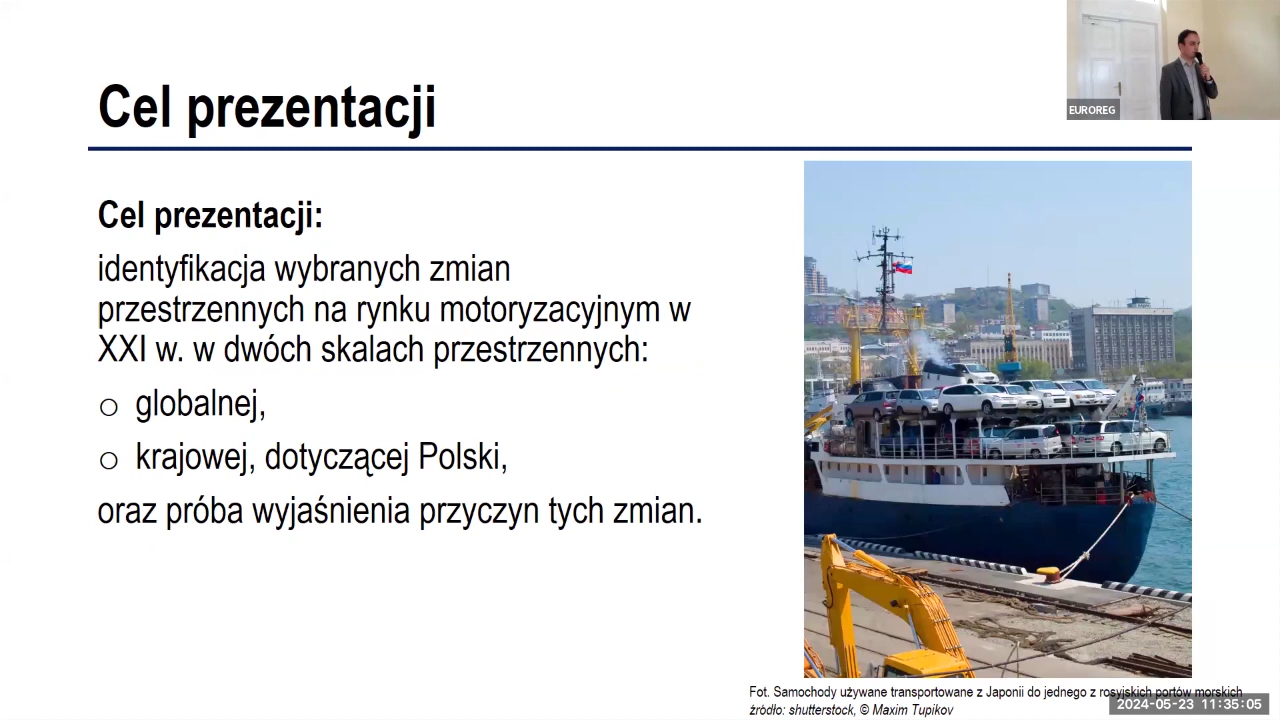 Cel prezentacji
EUROREG
Cel prezentacji:
identyfikacja wybranych zmian
przestrzennych na rynku motoryzacyjnym w
XXI w. w dwóch skalach przestrzennych:
globalnej,
krajowej, dotyczącej Polski,
oraz próba wyjaśnienia przyczyn tych zmian.
Fot. Samochody używane transportowane z Japonii do jednego z rosyjskich portów morskich
źródło: shutterstock, © Maxim Tupikov
2024-05-23 11:35:05